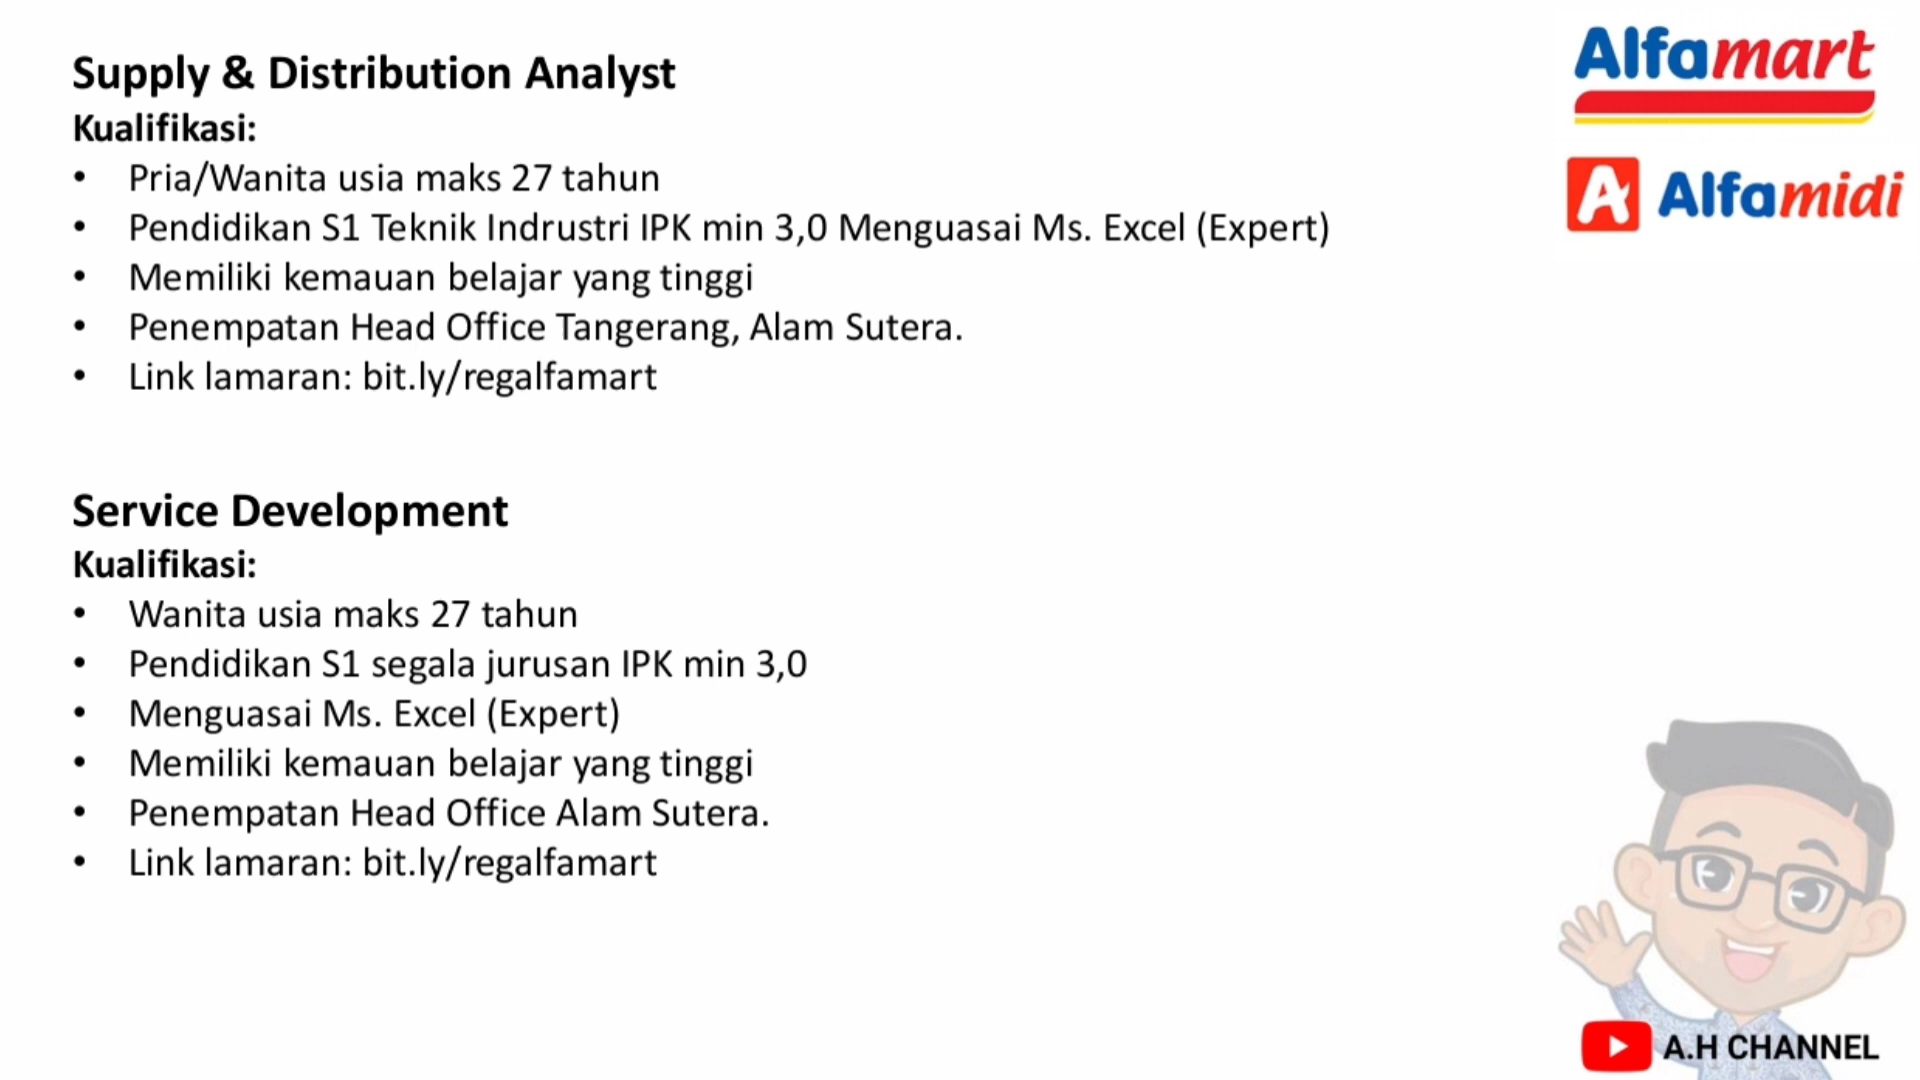 Supply & Distribution Analyst
Kualifikasi:
• Pria/Wanita usia maks 27 tahun
• Pendidikan S1 Teknik Indrustri IPK min 3,0 Menguasai Ms. Excel (Expert)
• Memiliki kemauan belajar yang tinggi
• Penempatan Head Office Tangerang, Alam Sutera.
• Link lamaran: bit.ly/regalfamart
Service Development
Kualifikasi:
• Wanita usia maks 27 tahun
• Pendidikan S1 segala jurusan IPK min 3,0
• Menguasai Ms. Excel (Expert)
• Memiliki kemauan belajar yang tinggi
• Penempatan Head Office Alam Sutera.
• Link lamaran: bit.ly/regalfamart
Alfamart
A Alfamidi
A.H CHANNEL